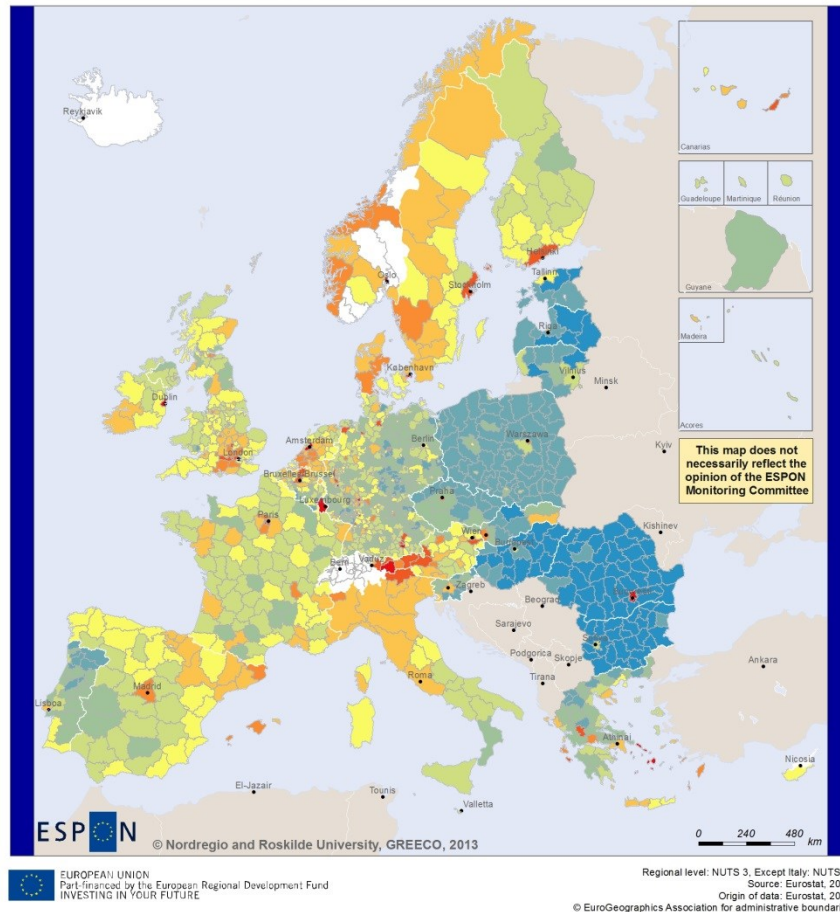 Reykjavik
Canarias
Guadeloupe
Martinique
Réunion
Guyane
Madeira
Acores
This map does not
necessarily reflect the
opinion of the ESPON
Monitoring Committee
Helsinki
Oslo
Tallinn
Stockholm
Riga
København
Vilnius
Minsk
Dublin
Amsterdam
Berlin
Warszawa
London
Kyiv
Bruxelles/Brussel
Praha
Luxembourg
Paris
Wien
Kishinev
Bern
Vaduz
Budapest
Zagreb
Beograd
Sarajevo
Podgorica
Skopje
Ankara
Roma
Tirana
Madrid
Lisboa
Athinai
Nicosia
El-Jazair
Tounis
Valletta
ESPON
© Nordregio and Roskilde University, GREECO, 2013
0 240 480
km
EUROPEAN UNION
Part-financed by the European Regional Development Fund
INVESTING IN YOUR FUTURE
Regional level: NUTS 3, Except Italy: NUTS
Source: Eurostat, 20
Origin of data: Eurostat, 20
© EuroGeographics Association for administrative boundar